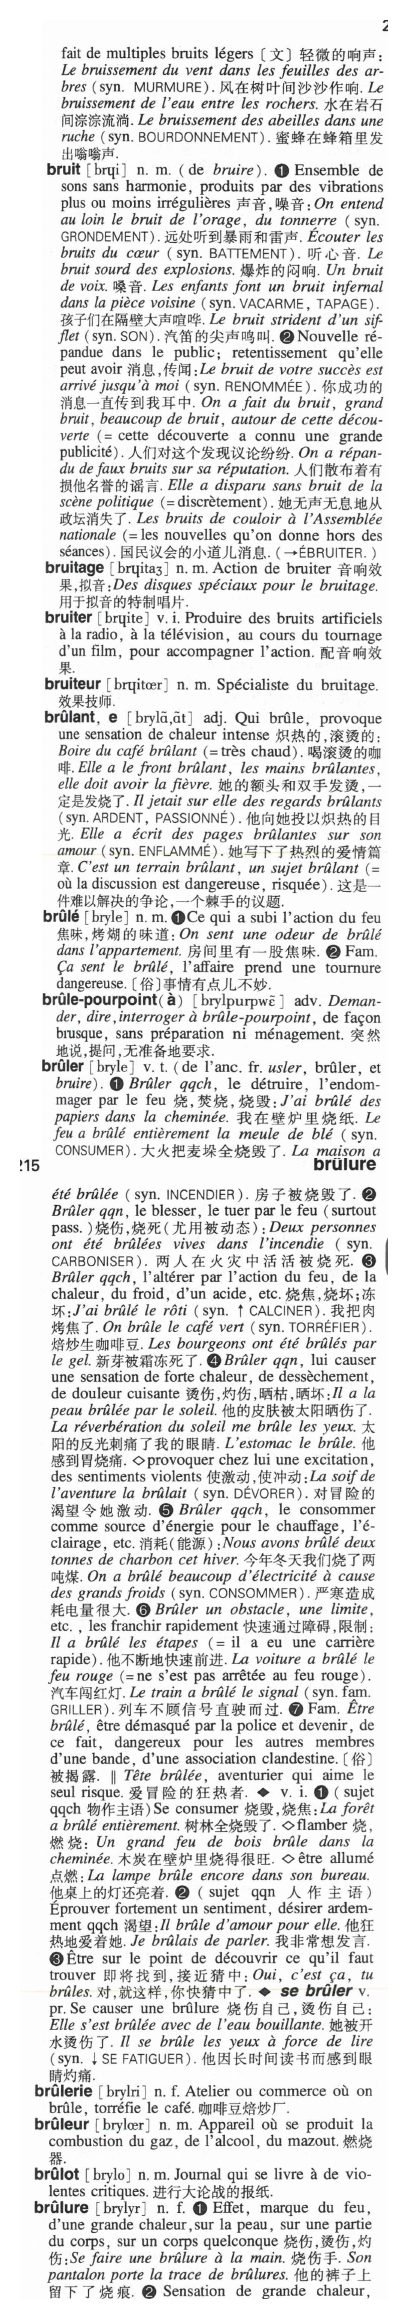 2
fait de multiples bruits légers〔文〕轻微的响声:
Le bruissement du vent dans les feuilles des ar-
bres (syn. MURMURE). 风在树叶间沙沙作响. Le
bruissement de l'eau entre les rochers. 水在岩石
间淙淙流淌. Le bruissement des abeilles dans une
ruche (syn. BOURDONNEMENT). 蜜蜂在蜂箱里发
出嗡嗡声.
bruit [brɥi] n. m. (de bruire). ❶ Ensemble de
sons sans harmonie, produits par des vibrations
plus ou moins irrégulières 声音,噪音:On entend
au loin le bruit de l'orage, du tonnerre (syn.
GRONDEMENT). 远处听到暴雨和雷声. Écouter les
bruits du cœur (syn. BATTEMENT). 听心音. Le
bruit sourd des explosions. 爆炸的闷响. Un bruit
de voix. 嗓音. Les enfants font un bruit infernal
dans la pièce voisine (syn. VACARME, TAPAGE).
孩子们在隔壁大声喧哗. Le bruit strident d'un sif-
flet (syn. SON). 汽笛的尖声鸣叫. ❷ Nouvelle ré-
pandue dans le public; retentissement qu'elle
peut avoir 消息,传闻:Le bruit de votre succès est
arrivé jusqu'à moi (syn. RENOMMÉE). 你成功的
消息一直传到我耳中. On a fait du bruit, grand
bruit, beaucoup de bruit, autour de cette décou-
verte (= cette découverte a connu une grande
publicité). 人们对这个发现议论纷纷. On a répan-
du de faux bruits sur sa réputation. 人们散布着有
损他名誉的谣言. Elle a disparu sans bruit de la
scène politique (=discrètement). 她无声无息地从
政坛消失了. Les bruits de couloir à l'Assemblée
nationale (=les nouvelles qu'on donne hors des
séances). 国民议会的小道儿消息. (→ÉBRUITER.)
bruitage [brɥitaʒ] n. m. Action de bruiter 音响效
果,拟音:Des disques spéciaux pour le bruitage.
用于拟音的特制唱片.
bruiter [brɥite] v. i. Produire des bruits artificiels
à la radio, à la télévision, au cours du tournage
d'un film, pour accompagner l'action. 配音响效
果.
bruiteur [brɥitœr] n. m. Spécialiste du bruitage.
效果技师.
brûlant, e [brylɑ̃,ɑ̃t] adj. Qui brûle, provoque
une sensation de chaleur intense 炽热的,滚烫的:
Boire du café brûlant (=très chaud). 喝滚烫的咖
啡. Elle a le front brûlant, les mains brûlantes,
elle doit avoir la fièvre. 她的额头和双手发烫,一
定是发烧了. Il jetait sur elle des regards brûlants
(syn. ARDENT, PASSIONNÉ). 他向她投以炽热的目
光. Elle a écrit des pages brûlantes sur son
amour (syn. ENFLAMMÉ). 她写下了热烈的爱情篇
章. C'est un terrain brûlant, un sujet brûlant (=
où la discussion est dangereuse, risquée). 这是一
件难以解决的争论,一个棘手的议题.
brûlé [bryle] n. m. ❶Ce qui a subi l'action du feu
焦味,烤煳的味道:On sent une odeur de brûlé
dans l'appartement. 房间里有一股焦味. ❷ Fam.
Ça sent le brûlé, l'affaire prend une tournure
dangereuse.〔俗〕事情有点儿不妙.
brûle-pourpoint(à) [brylpurpwɛ̃] adv. Deman-
der, dire, interroger à brûle-pourpoint, de façon
brusque, sans préparation ni ménagement. 突然
地说,提问,无准备地要求.
brûler [bryle] v. t. (de l'anc. fr. usler, brûler, et
bruire). ❶ Brûler qqch, le détruire, l'endom-
mager par le feu 烧,焚烧,烧毁:J'ai brûlé des
papiers dans la cheminée. 我在壁炉里烧纸. Le
feu a brûlé entièrement la meule de blé (syn.
CONSUMER). 大火把麦垛全烧毁了. La maison a
215 brûlure
été brûlée (syn. INCENDIER). 房子被烧毁了. ❷
Brûler qqn, le blesser, le tuer par le feu (surtout
pass.)烧伤,烧死(尤用被动态):Deux personnes
ont été brûlées vives dans l'incendie (syn.
CARBONISER). 两人在火灾中活活被烧死. ❸
Brûler qqch, l'altérer par l'action du feu, de la
chaleur, du froid, d'un acide, etc. 烧焦,烧坏;冻
坏:J'ai brûlé le rôti (syn. ↑ CALCINER). 我把肉
烤焦了. On brûle le café vert (syn. TORRÉFIER).
焙炒生咖啡豆. Les bourgeons ont été brûlés par
le gel. 新芽被霜冻死了. ❹Brûler qqn, lui causer
une sensation de forte chaleur, de dessèchement,
de douleur cuisante 烫伤,灼伤,晒枯,晒坏:Il a la
peau brûlée par le soleil. 他的皮肤被太阳晒伤了.
La réverbération du soleil me brûle les yeux. 太
阳的反光刺痛了我的眼睛. L'estomac le brûle. 他
感到胃烧痛. ◇provoquer chez lui une excitation,
des sentiments violents 使激动,使冲动:La soif de
l'aventure la brûlait (syn. DÉVORER). 对冒险的
渴望令她激动. ❺ Brûler qqch, le consommer
comme source d'énergie pour le chauffage, l'é-
clairage, etc. 消耗(能源):Nous avons brûlé deux
tonnes de charbon cet hiver. 今年冬天我们烧了两
吨煤. On a brûlé beaucoup d'électricité à cause
des grands froids (syn. CONSOMMER). 严寒造成
耗电量很大. ❻ Brûler un obstacle, une limite,
etc., les franchir rapidement 快速通过障碍,限制:
Il a brûlé les étapes (= il a eu une carrière
rapide). 他不断地快速前进. La voiture a brûlé le
feu rouge (=ne s'est pas arrêtée au feu rouge).
汽车闯红灯. Le train a brûlé le signal (syn. fam.
GRILLER). 列车不顾信号直驶而过. ❼ Fam. Être
brûlé, être démasqué par la police et devenir, de
ce fait, dangereux pour les autres membres
d'une bande, d'une association clandestine.〔俗〕
被揭露. ‖ Tête brûlée, aventurier qui aime le
seul risque. 爱冒险的狂热者. ◆ v. i. ❶ (sujet
qqch 物作主语)Se consumer 烧毁,烧焦:La forêt
a brûlé entièrement. 树林全烧毁了. ◇flamber 烧,
燃烧: Un grand feu de bois brûle dans la
cheminée. 木炭在壁炉里烧得很旺. ◇être allumé
点燃:La lampe brûle encore dans son bureau.
他桌上的灯还亮着. ❷ (sujet qqn 人作主语)
Éprouver fortement un sentiment, désirer ardem-
ment qqch 渴望:Il brûle d'amour pour elle. 他狂
热地爱着她. Je brûlais de parler. 我非常想发言.
❸Être sur le point de découvrir ce qu'il faut
trouver 即将找到,接近猜中:Oui, c'est ça, tu
brûles. 对,就这样,你快猜中了. ◆ se brûler v.
pr. Se causer une brûlure 烧伤自己,烫伤自己:
Elle s'est brûlée avec de l'eau bouillante. 她被开
水烫伤了. Il se brûle les yeux à force de lire
(syn. ↓ SE FATIGUER). 他因长时间读书而感到眼
睛灼痛.
brûlerie [brylri] n. f. Atelier ou commerce où on
brûle, torréfie le café. 咖啡豆焙炒厂.
brûleur [brylœr] n. m. Appareil où se produit la
combustion du gaz, de l'alcool, du mazout. 燃烧
器.
brûlot [brylo] n. m. Journal qui se livre à de vio-
lentes critiques. 进行大论战的报纸.
brûlure [brylyr] n. f. ❶ Effet, marque du feu,
d'une grande chaleur,sur la peau, sur une partie
du corps, sur un corps quelconque 烧伤,烫伤,灼
伤:Se faire une brûlure à la main. 烧伤手. Son
pantalon porte la trace de brûlures. 他的裤子上
留下了烧痕. ❷ Sensation de grande chaleur,